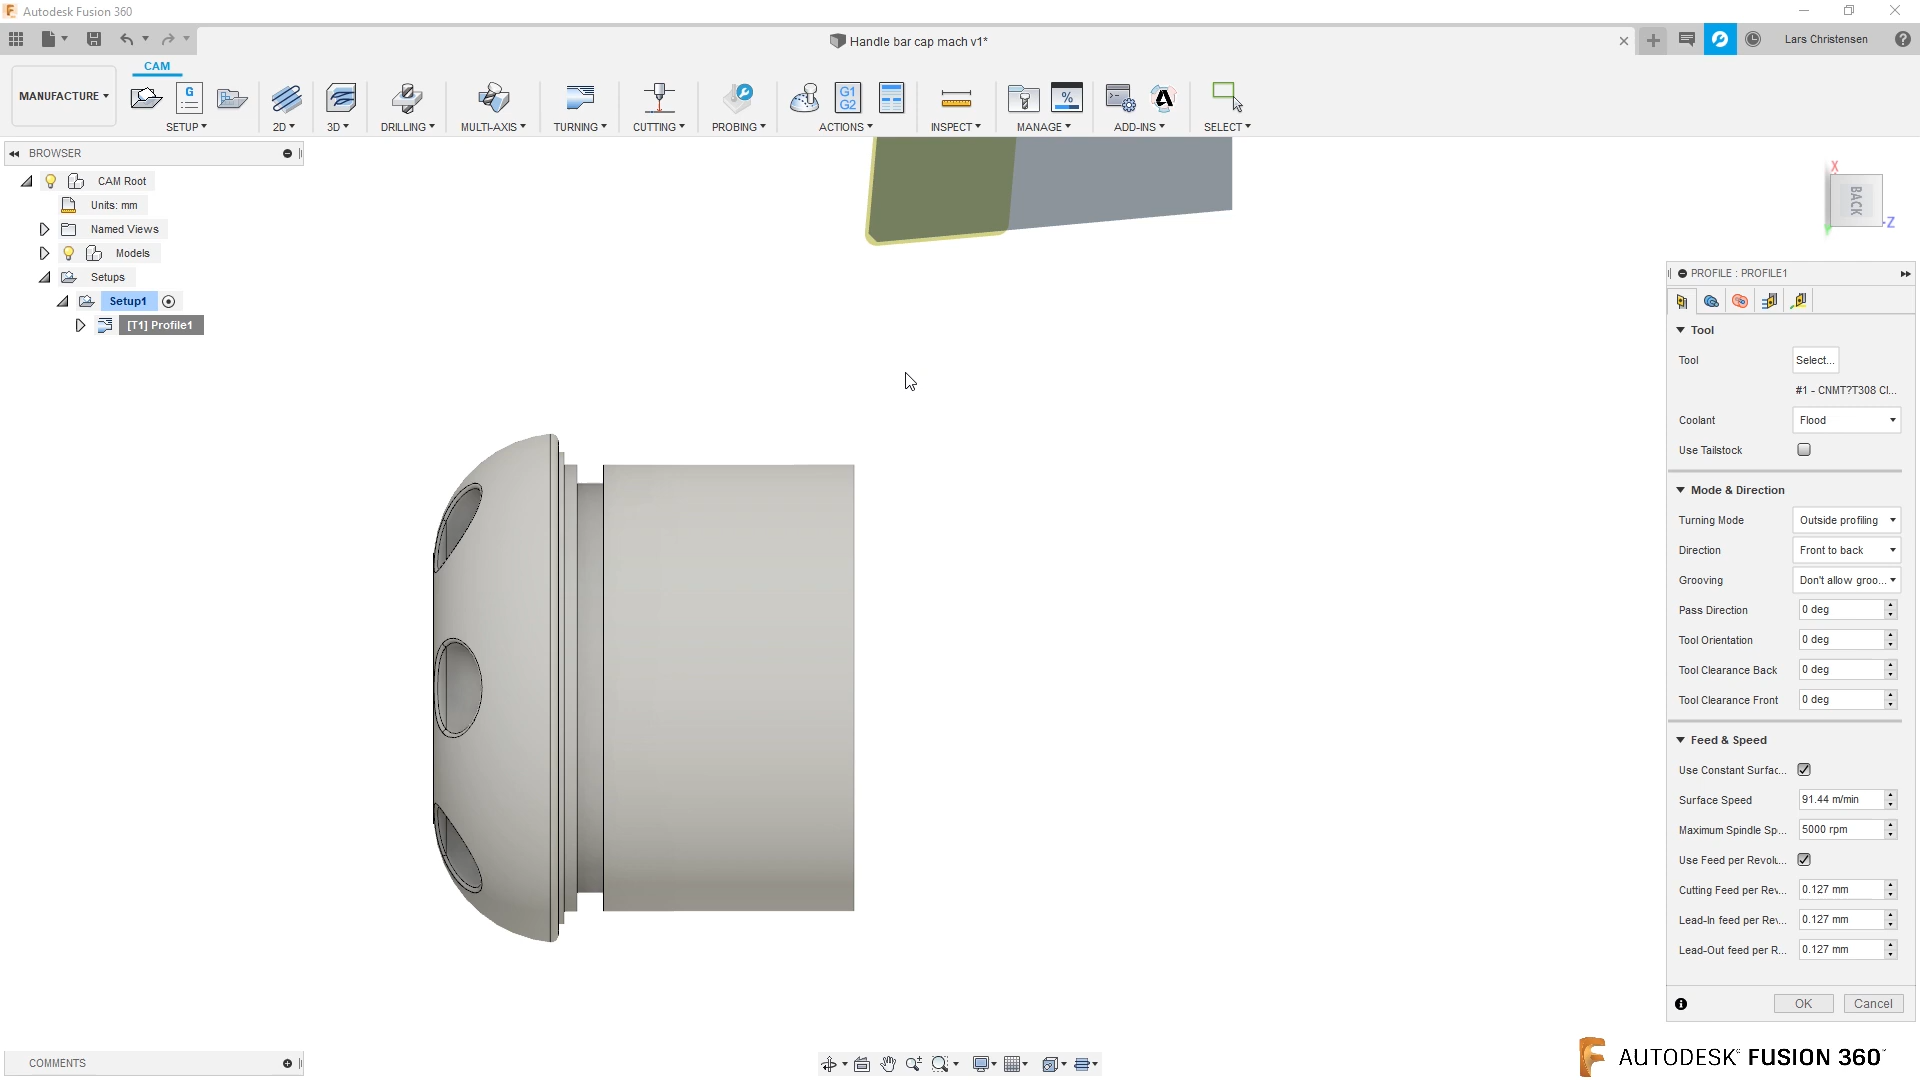 Autodesk Fusion 360
Handle bar cap mach v1*
Lars Christensen
CAM
MANUFACTURE
SETUP
2D
3D
DRILLING
MULTI-AXIS
TURNING
CUTTING
PROBING
ACTIONS
INSPECT
MANAGE
ADD-INS
SELECT
G
G1
G2
%
BROWSER
CAM Root
Units: mm
Named Views
Models
Setups
Setup1
[T1] Profile1
X
BACK
-Z
PROFILE : PROFILE1
Tool
Tool Select...
#1 - CNMT?T308 Cl...
Coolant Flood
Use Tailstock
Mode & Direction
Turning Mode Outside profiling
Direction Front to back
Grooving Don't allow groo...
Pass Direction 0 deg
Tool Orientation 0 deg
Tool Clearance Back 0 deg
Tool Clearance Front 0 deg
Feed & Speed
Use Constant Surfac...
Surface Speed 91.44 m/min
Maximum Spindle Sp... 5000 rpm
Use Feed per Revolu...
Cutting Feed per Rev... 0.127 mm
Lead-In feed per Rev... 0.127 mm
Lead-Out feed per R... 0.127 mm
OK Cancel
COMMENTS
AUTODESK® FUSION 360™